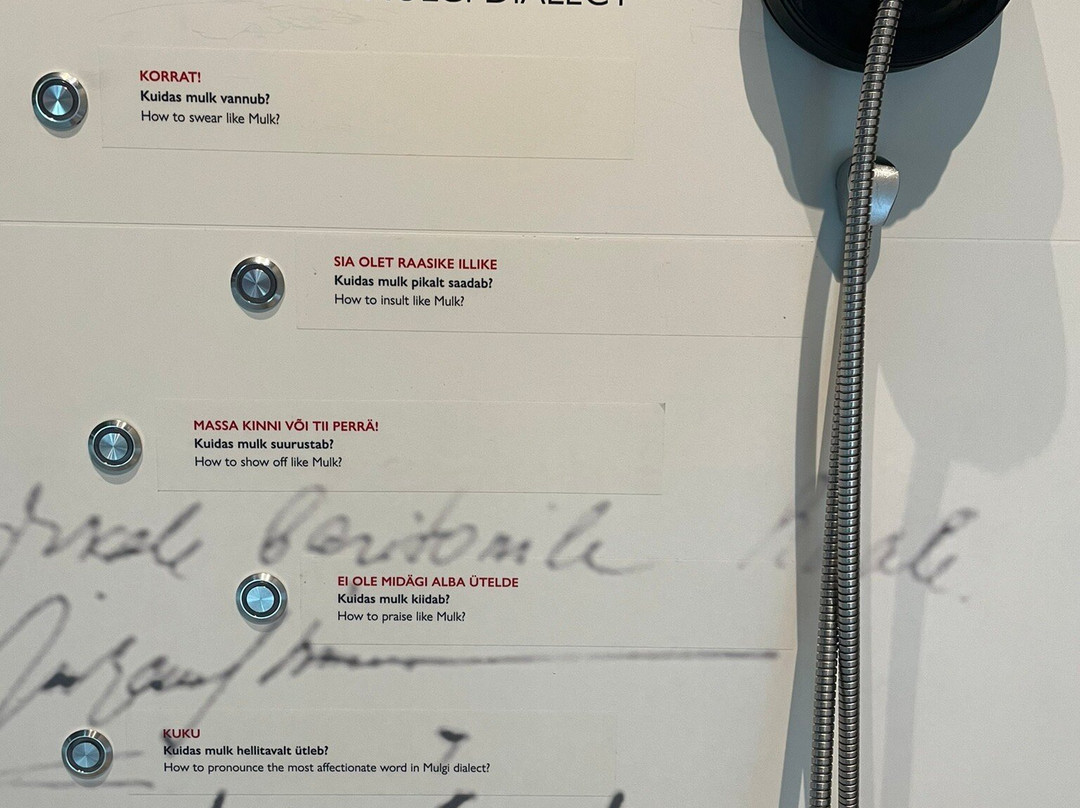 DIALECT
KORRAT!
Kuidas mulk vannub?
How to swear like Mulk?
SIA OLET RAASIKE ILLIKE
Kuidas mulk pikalt saadab?
How to insult like Mulk?
MASSA KINNI VÕI TII PERRÄ!
Kuidas mulk suurustab?
How to show off like Mulk?
baritonile
EI OLE MIDÄGI ALBA ÜTELDE
Kuidas mulk kiidab?
How to praise like Mulk?
KUKU
Kuidas mulk hellitavalt ütleb?
How to pronounce the most affectionate word in Mulgi dialect?